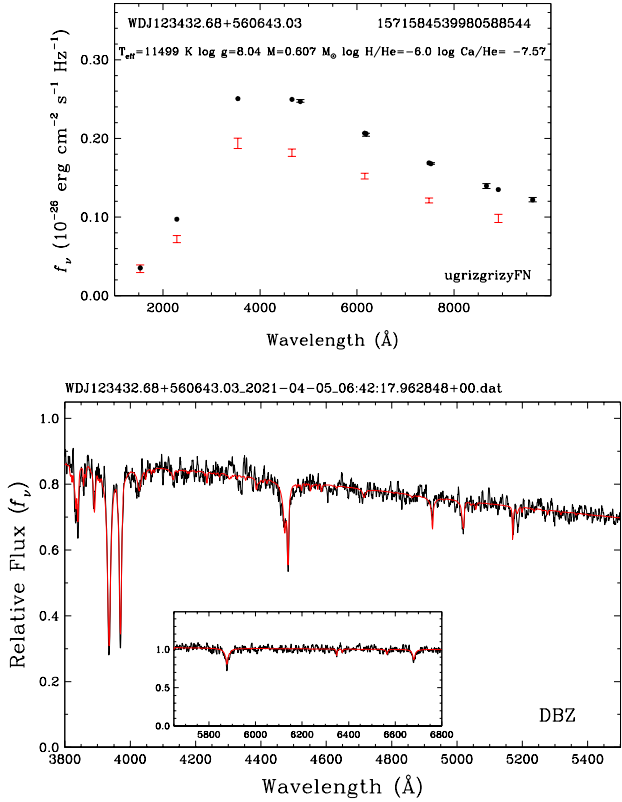 WDJ123432.68+560643.03 1571584539980588544
T_eff=11499 K log g=8.04 M=0.607 M_⊙ log H/He=−6.0 log Ca/He= −7.57
0.30
0.20
0.10
0.00
f_ν (10^−26 erg cm^−2 s^−1 Hz^−1)
ugrizgrizyFN
2000 4000 6000 8000
Wavelength (Å)
WDJ123432.68+560643.03_2021-04-05_06:42:17.962848+00.dat
1.0
0.8
0.6
0.4
0.2
0.0
Relative Flux (f_ν)
1.0
0.5
0.0
5800 6000 6200 6400 6600 6800
DBZ
3800 4000 4200 4400 4600 4800 5000 5200 5400
Wavelength (Å)